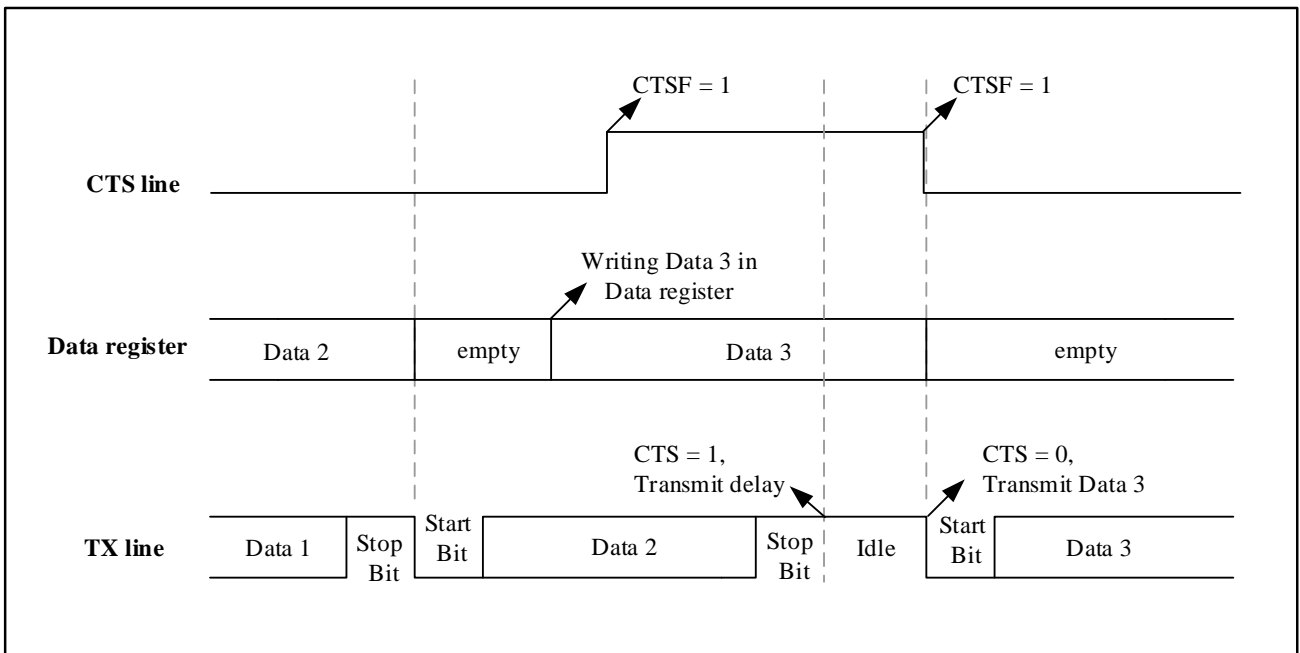 CTSF = 1
CTSF = 1
CTS line
Writing Data 3 in
Data register
Data register
Data 2
empty
Data 3
empty
CTS = 1,
Transmit delay
CTS = 0,
Transmit Data 3
TX line
Data 1
Stop
Bit
Start
Bit
Data 2
Stop
Bit
Idle
Start
Bit
Data 3